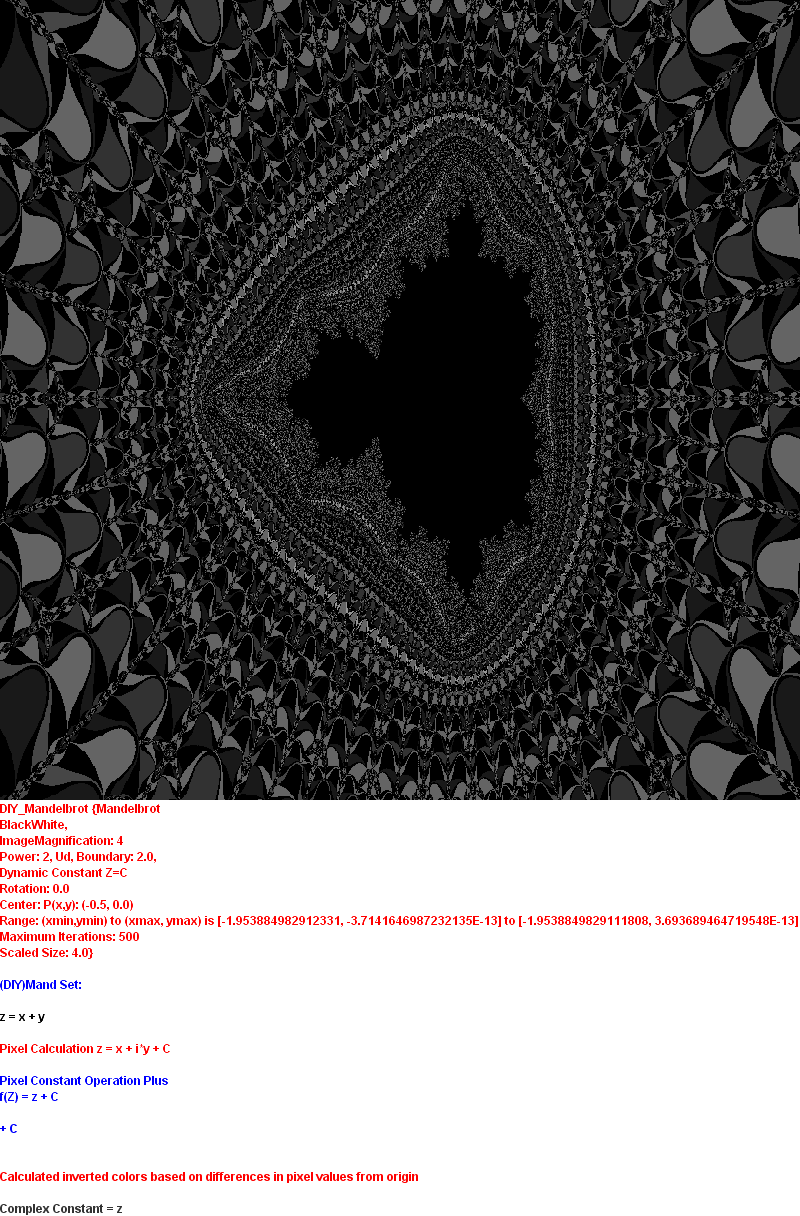 DIY_Mandelbrot {Mandelbrot
BlackWhite,
ImageMagnification: 4
Power: 2, Ud, Boundary: 2.0,
Dynamic Constant Z=C
Rotation: 0.0
Center: P(x,y): (-0.5, 0.0)
Range: (xmin,ymin) to (xmax, ymax) is [-1.953884982912331, -3.7141646987232135E-13] to [-1.9538849829111808, 3.693689464719548E-13]
Maximum Iterations: 500
Scaled Size: 4.0}
(DIY)Mand Set:
z = x + y
Pixel Calculation z = x + i*y + C
Pixel Constant Operation Plus
f(Z) = z + C
+ C
Calculated inverted colors based on differences in pixel values from origin
Complex Constant = z